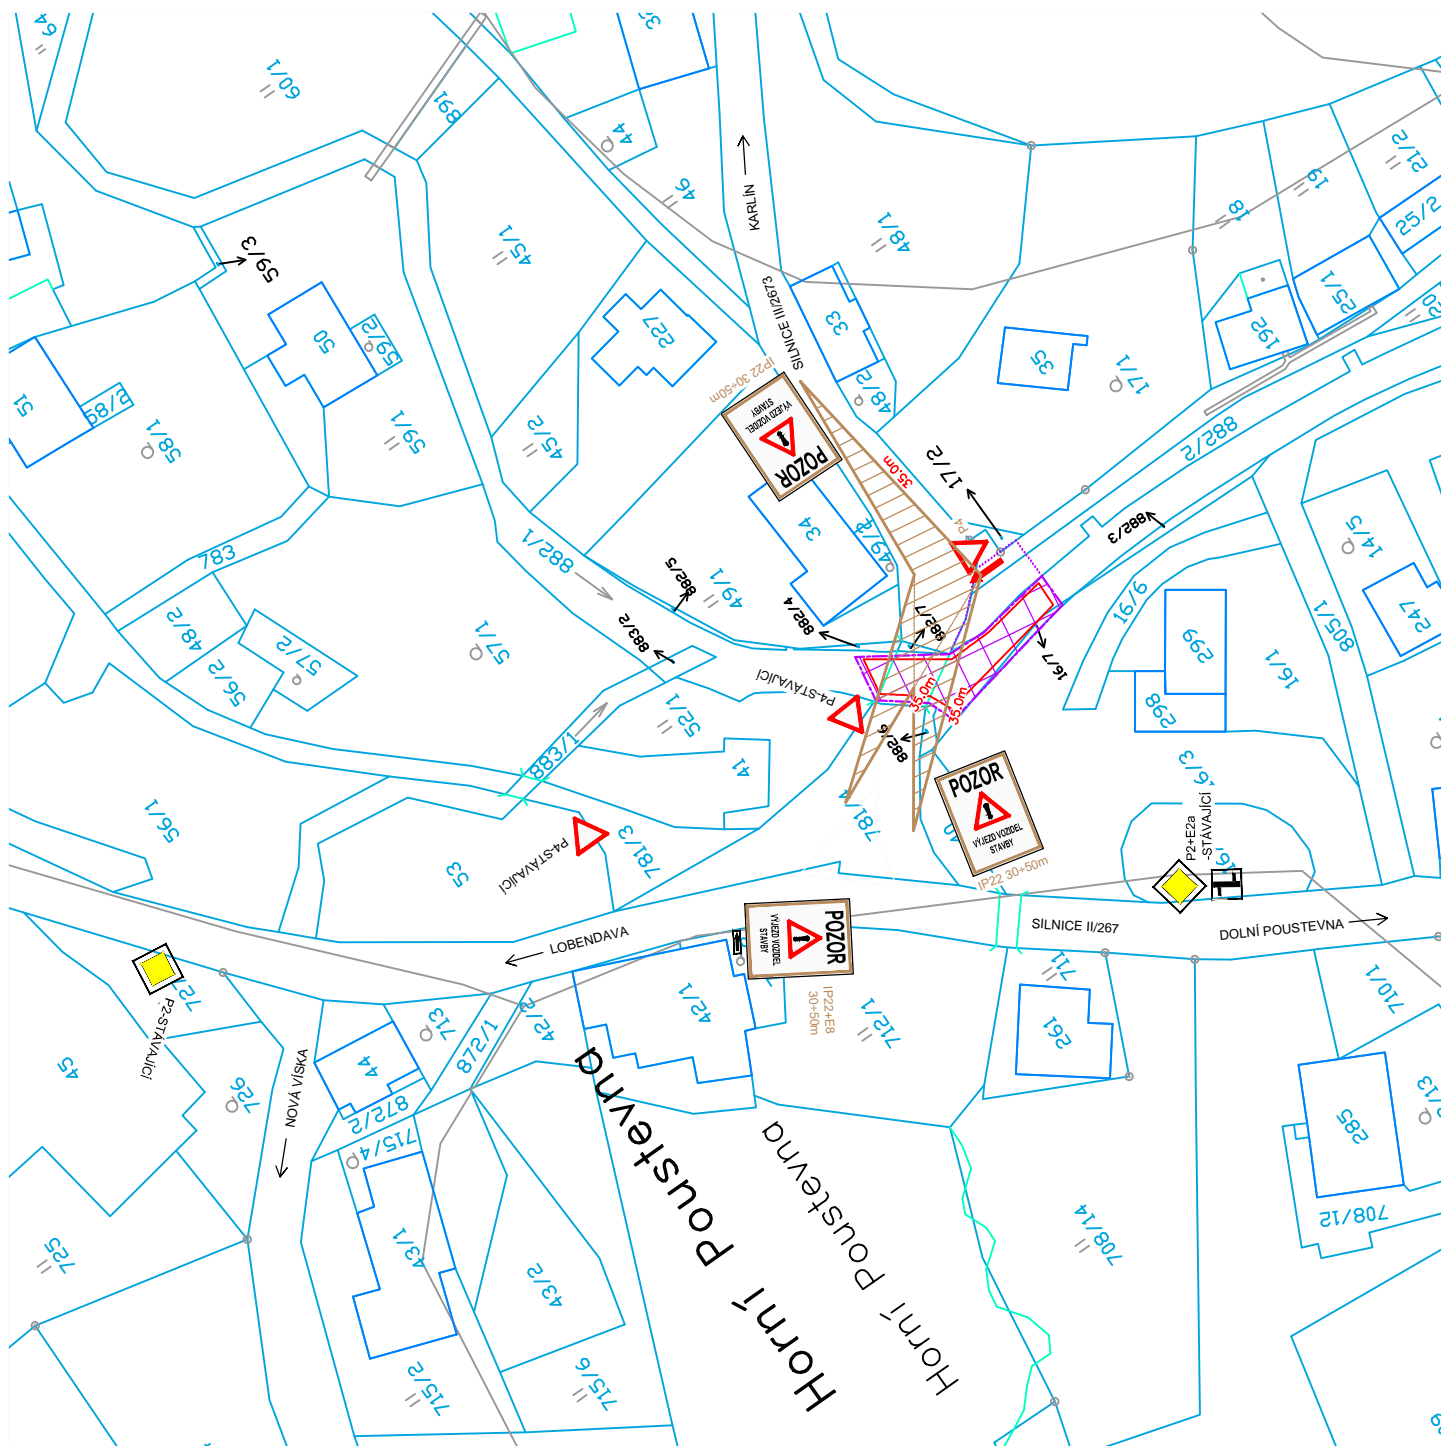 64
60/1
891
36
44
46
KARLÍN
48/1
18
19
21/2
25/2
59/3
45/1
SILNICE III/2673
33
25/1
192
20
50
59/2
227
IP22 30÷50m
35
17/1
48/2
51
58/2
58/1
59/1
45/2
POZOR
VÝJEZD VOZIDEL
STAVBY
35.0m
17/2
882/2
783
882/1
34
49/2
P4
882/3
14/5
882/5
49/1
48/2
57/2
56/2
57/1
883/2
882/4
882/7
16/6
299
247
805/1
16/7
16/1
P4-STÁVAJÍCÍ
35.0m
35.0m
298
52/1
882/6
883/1
41
16/3
56/1
53
781/3
P4-STÁVAJÍCÍ
POZOR
VÝJEZD VOZIDEL
STAVBY
IP22 30÷50m
P2+E2a
-STÁVAJÍCÍ
LOBENDAVA
SILNICE II/267
DOLNÍ POUSTEVNA
POZOR
VÝJEZD VOZIDEL
STAVBY
IP22+E8
30÷50m
727
P2-STÁVAJÍCÍ
45
726
NOVÁ VÍSKA
713
44
872/1
872/2
715/4
42/2
42/1
712/1
711
261
710/1
285
708/12
708/14
725
43/1
43/2
715/2
715/6
Horní Poustevna
Horní Poustevna